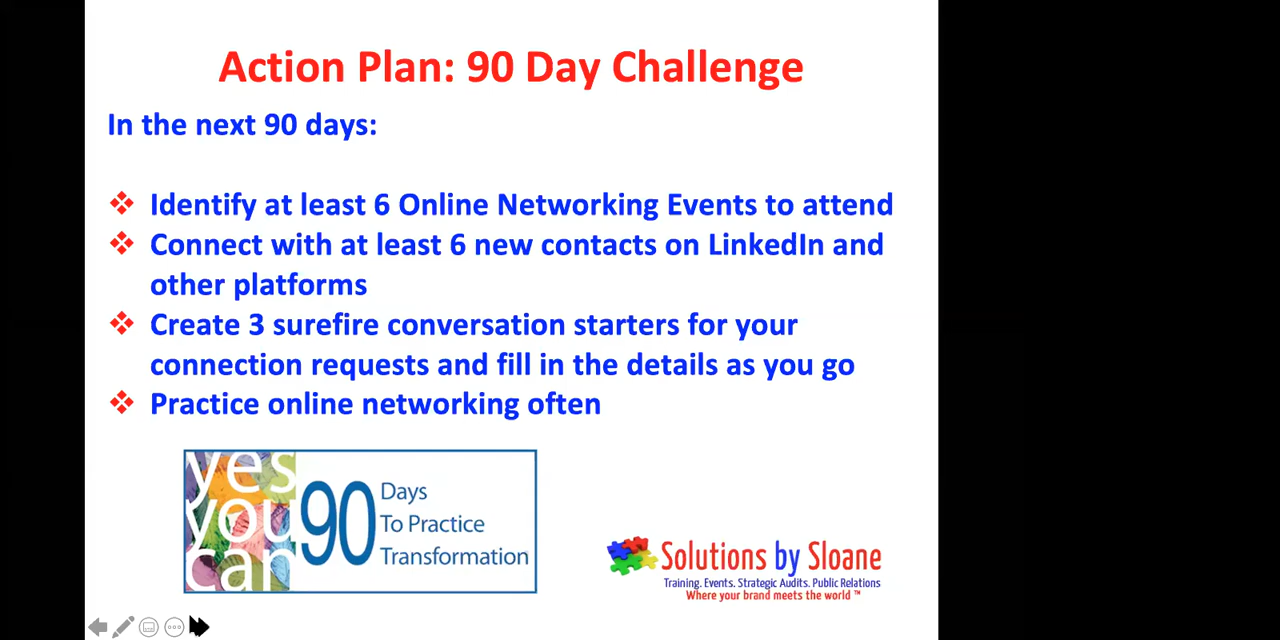 Action Plan: 90 Day Challenge
In the next 90 days:
Identify at least 6 Online Networking Events to attend
Connect with at least 6 new contacts on LinkedIn and
other platforms
Create 3 surefire conversation starters for your
connection requests and fill in the details as you go
Practice online networking often
yes
you
can
90
Days
To Practice
Transformation
Solutions by Sloane
Training. Events. Strategic Audits. Public Relations
Where your brand meets the world ™